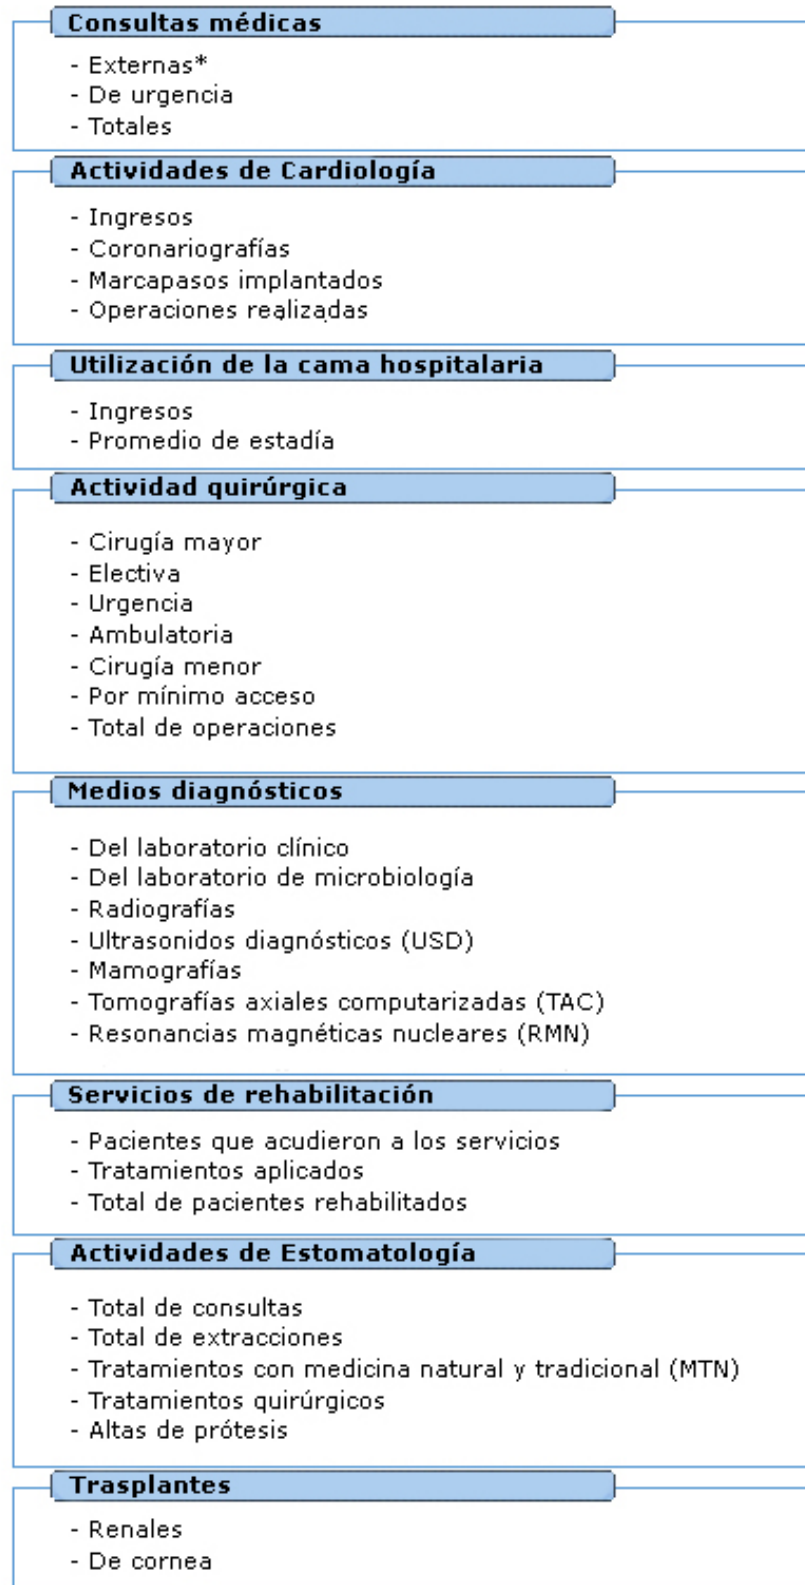 Consultas médicas
- Externas*
- De urgencia
- Totales
Actividades de Cardiología
- Ingresos
- Coronariografías
- Marcapasos implantados
- Operaciones realizadas
Utilización de la cama hospitalaria
- Ingresos
- Promedio de estadía
Actividad quirúrgica
- Cirugía mayor
- Electiva
- Urgencia
- Ambulatoria
- Cirugía menor
- Por mínimo acceso
- Total de operaciones
Medios diagnósticos
- Del laboratorio clínico
- Del laboratorio de microbiología
- Radiografías
- Ultrasonidos diagnósticos (USD)
- Mamografías
- Tomografías axiales computarizadas (TAC)
- Resonancias magnéticas nucleares (RMN)
Servicios de rehabilitación
- Pacientes que acudieron a los servicios
- Tratamientos aplicados
- Total de pacientes rehabilitados
Actividades de Estomatología
- Total de consultas
- Total de extracciones
- Tratamientos con medicina natural y tradicional (MTN)
- Tratamientos quirúrgicos
- Altas de prótesis
Trasplantes
- Renales
- De cornea